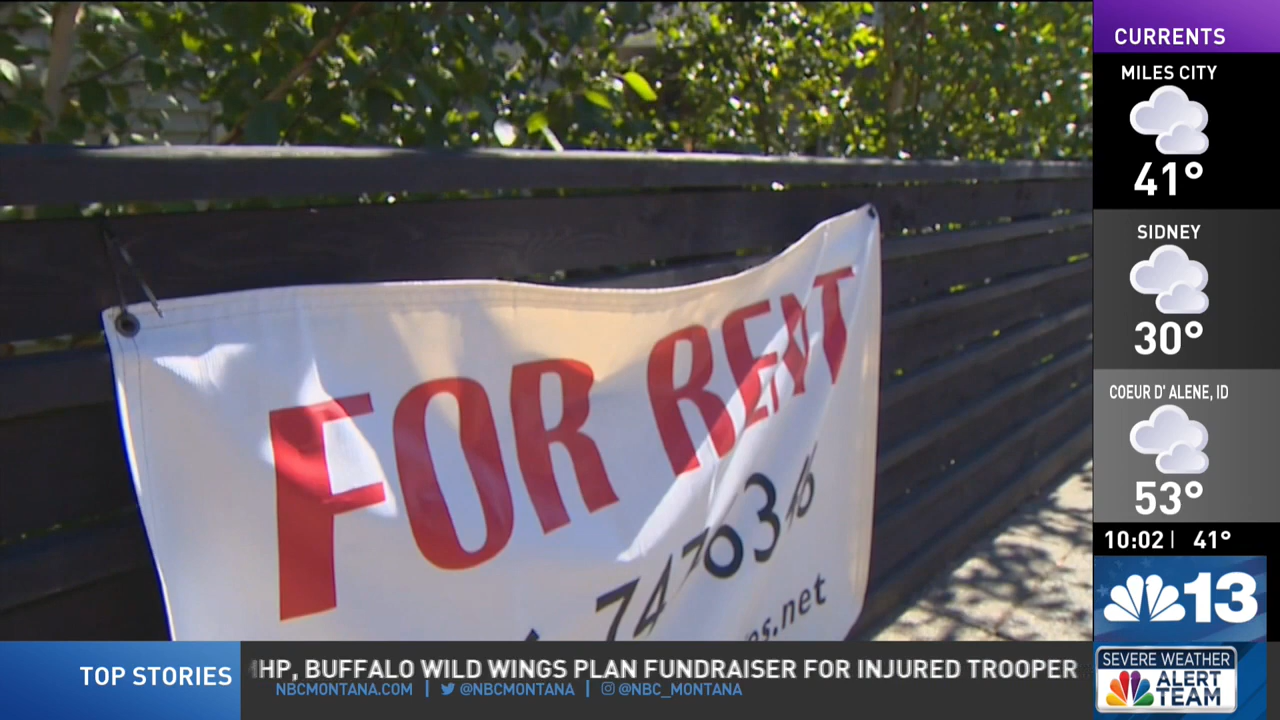 FOR RENT
.net
CURRENTS
MILES CITY
41°
SIDNEY
30°
COEUR D' ALENE, ID
53°
10:02 | 41°
13
SEVERE WEATHER
ALERT
TEAM
TOP STORIES
HP, BUFFALO WILD WINGS PLAN FUNDRAISER FOR INJURED TROOPER
NBCMONTANA.COM | @NBCMONTANA | @NBC_MONTANA